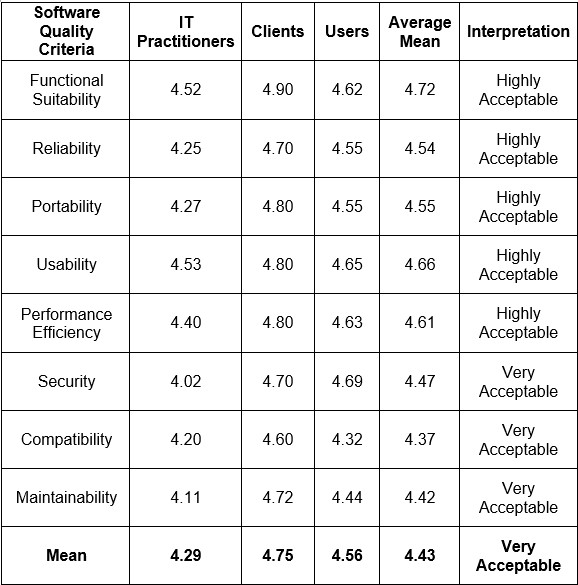 Software Quality Criteria | IT Practitioners | Clients | Users | Average Mean | Interpretation
Functional Suitability | 4.52 | 4.90 | 4.62 | 4.72 | Highly Acceptable
Reliability | 4.25 | 4.70 | 4.55 | 4.54 | Highly Acceptable
Portability | 4.27 | 4.80 | 4.55 | 4.55 | Highly Acceptable
Usability | 4.53 | 4.80 | 4.65 | 4.66 | Highly Acceptable
Performance Efficiency | 4.40 | 4.80 | 4.63 | 4.61 | Highly Acceptable
Security | 4.02 | 4.70 | 4.69 | 4.47 | Very Acceptable
Compatibility | 4.20 | 4.60 | 4.32 | 4.37 | Very Acceptable
Maintainability | 4.11 | 4.72 | 4.44 | 4.42 | Very Acceptable
Mean | 4.29 | 4.75 | 4.56 | 4.43 | Very Acceptable